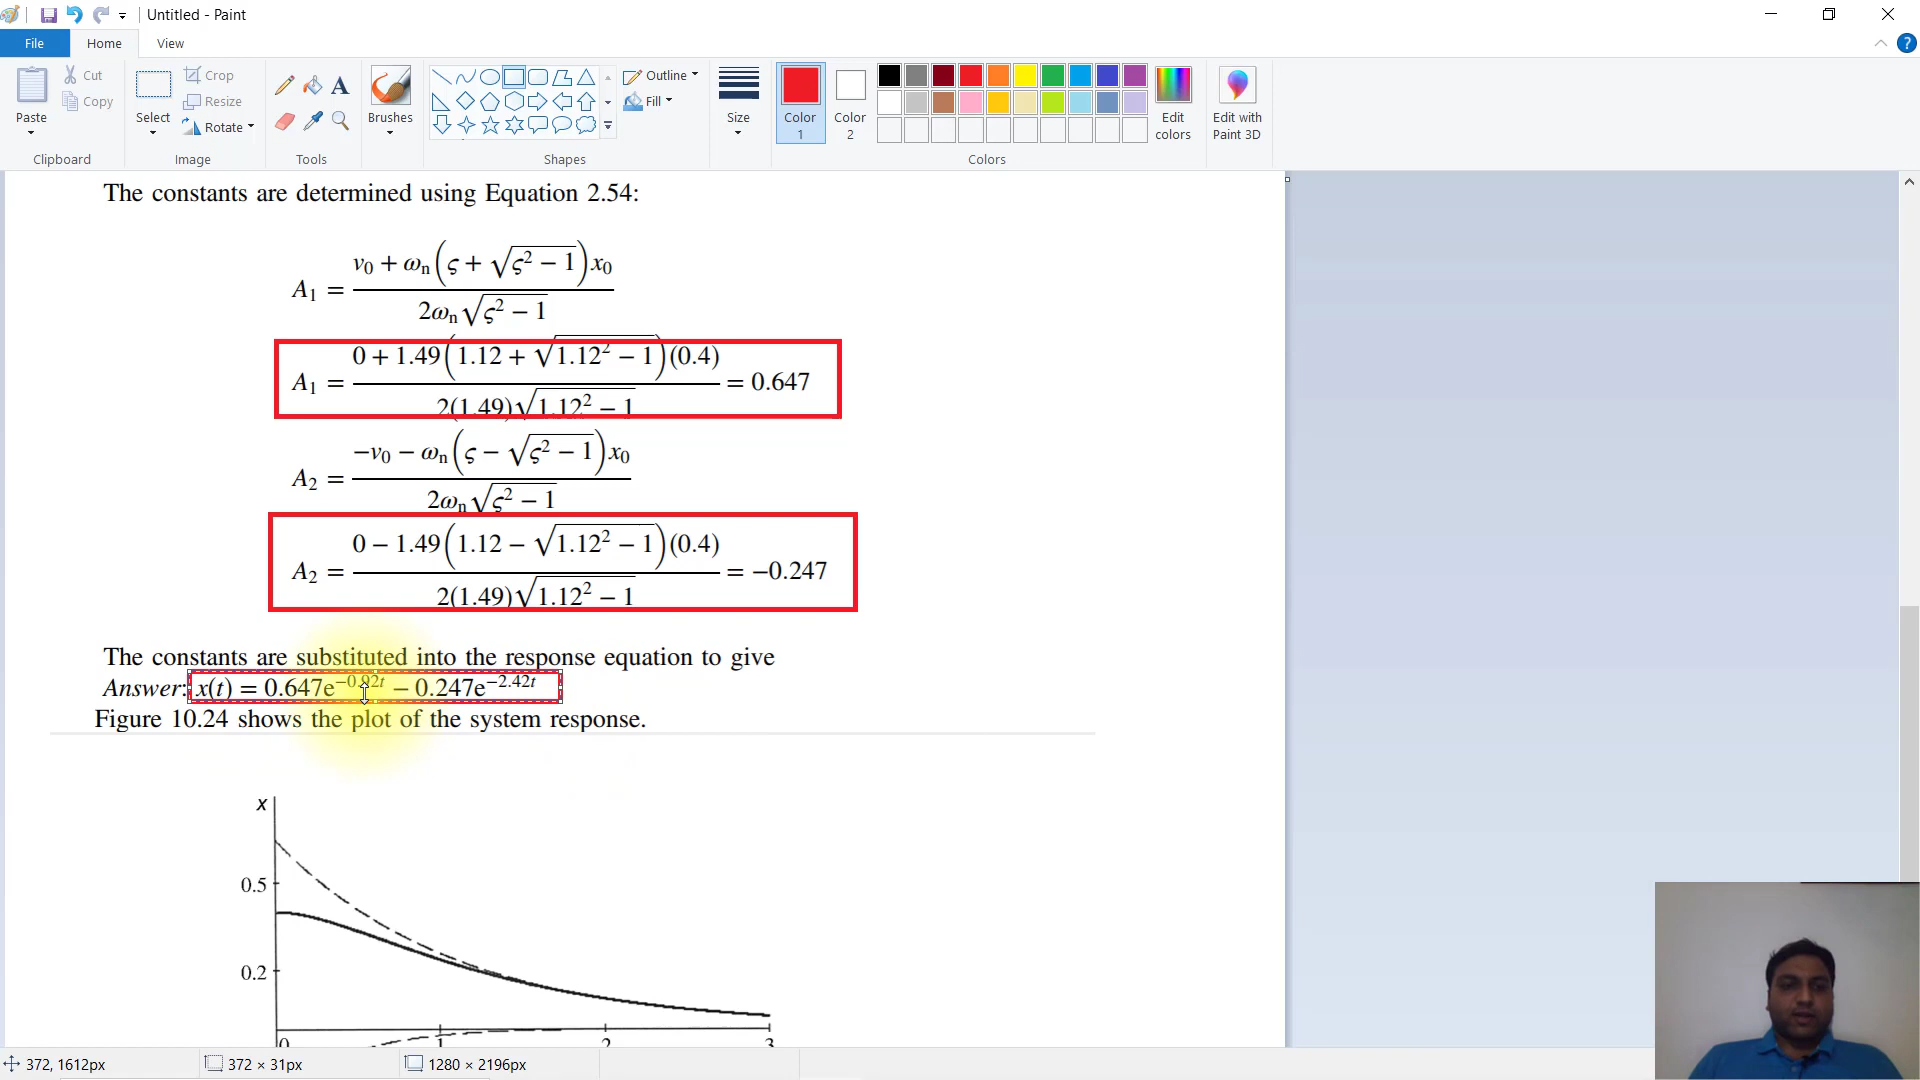 Untitled - Paint
File Home View
Paste Cut Copy Clipboard
Select Crop Resize Rotate Image
Tools
Brushes
Outline Fill Shapes
Size
Color 1 Color 2 Edit colors Colors
Edit with Paint 3D
The constants are determined using Equation 2.54:
A₁ = (v₀ + ωₙ(ς + √(ς² − 1))x₀) / (2ωₙ√(ς² − 1))
A₁ = (0 + 1.49(1.12 + √(1.12² − 1))(0.4)) / (2(1.49)√(1.12² − 1)) = 0.647
A₂ = (−v₀ − ωₙ(ς − √(ς² − 1))x₀) / (2ωₙ√(ς² − 1))
A₂ = (0 − 1.49(1.12 − √(1.12² − 1))(0.4)) / (2(1.49)√(1.12² − 1)) = −0.247
The constants are substituted into the response equation to give
Answer: x(t) = 0.647e^(−0.92t) − 0.247e^(−2.42t)
Figure 10.24 shows the plot of the system response.
x
0.5
0.2
0 1 2 3
372, 1612px 372 × 31px 1280 × 2196px